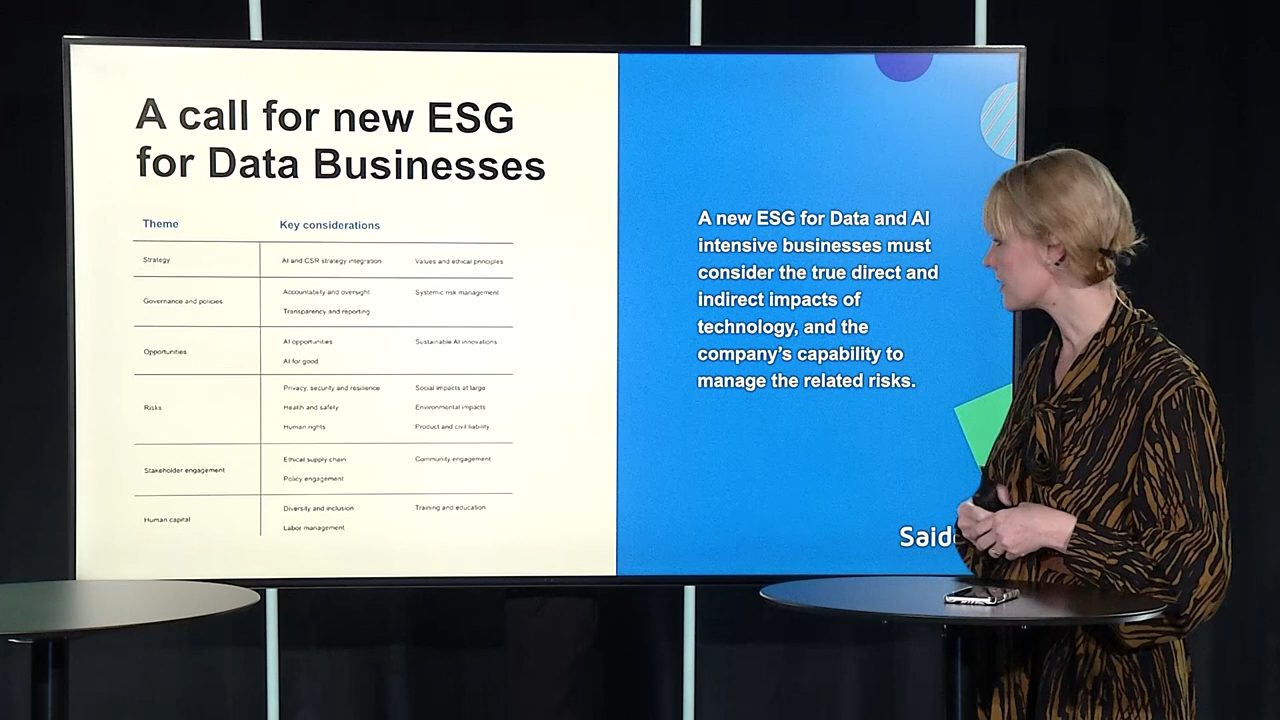 A call for new ESG
for Data Businesses
Theme Key considerations
Strategy AI and CSR strategy integration Values and ethical principles
Governance and policies Accountability and oversight Systemic risk management
Transparency and reporting
Opportunities AI opportunities Sustainable AI innovations
AI for good
Risks Privacy, security and resilience Social impacts at large
Health and safety Environmental impacts
Human rights Product and civil liability
Stakeholder engagement Ethical supply chain Community engagement
Policy engagement
Human capital Diversity and inclusion Training and education
Labor management
A new ESG for Data and AI
intensive businesses must
consider the true direct and
indirect impacts of
technology, and the
company's capability to
manage the related risks.